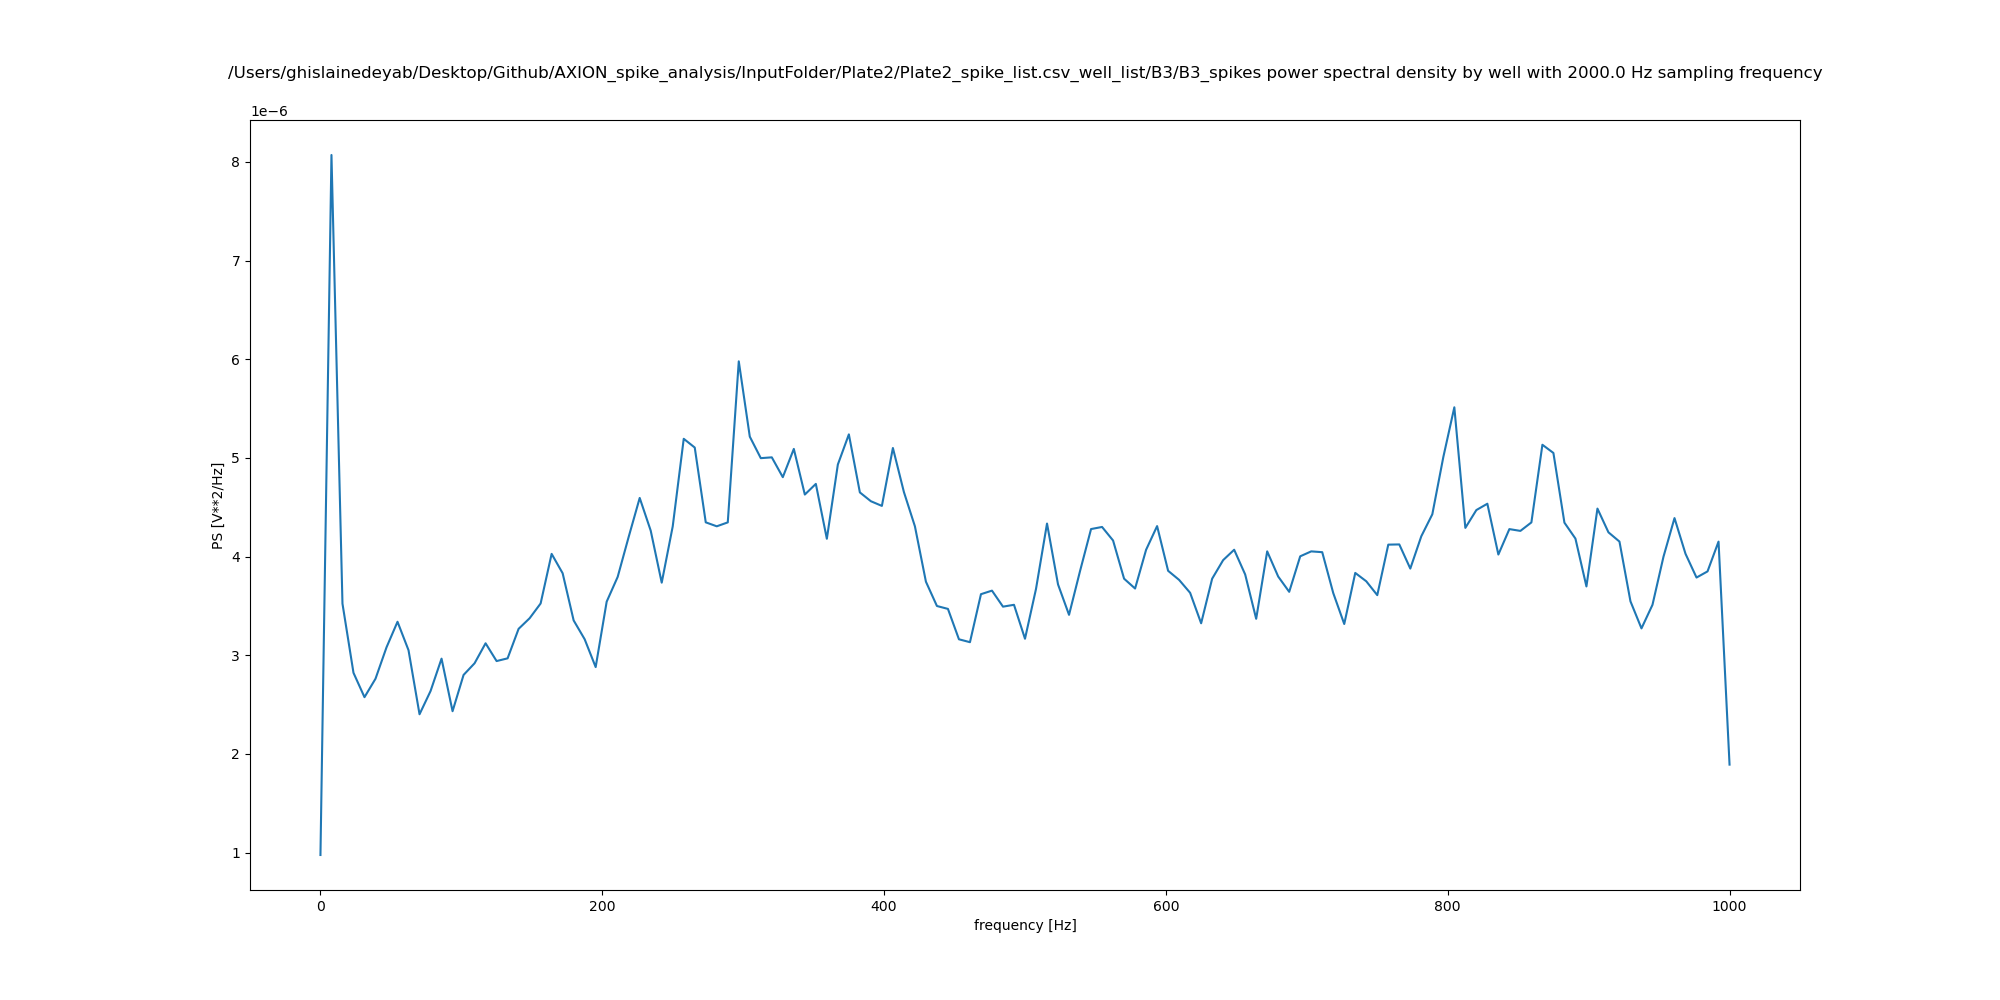 /Users/ghislainedeyab/Desktop/Github/AXION_spike_analysis/InputFolder/Plate2/Plate2_spike_list.csv_well_list/B3/B3_spikes power spectral density by well with 2000.0 Hz sampling frequency
1e−6
8
7
6
5
4
3
2
1
PS [V**2/Hz]
0 200 400 600 800 1000
frequency [Hz]